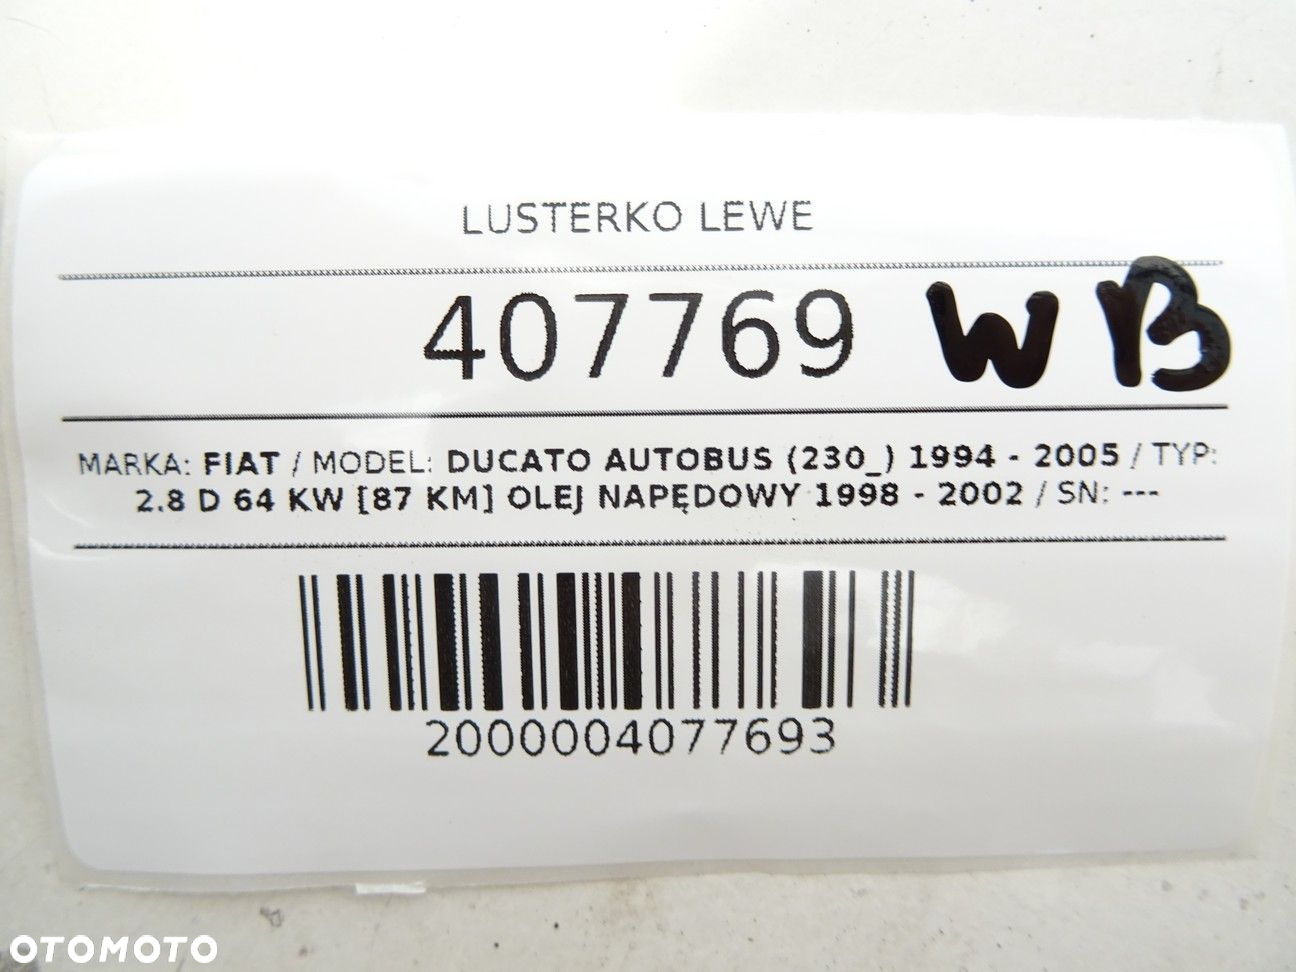 LUSTERKO LEWE
407769 WB
MARKA: FIAT / MODEL: DUCATO AUTOBUS (230_) 1994 - 2005 / TYP:
2.8 D 64 KW [87 KM] OLEJ NAPĘDOWY 1998 - 2002 / SN: ---
2000004077693
OTOMOTO